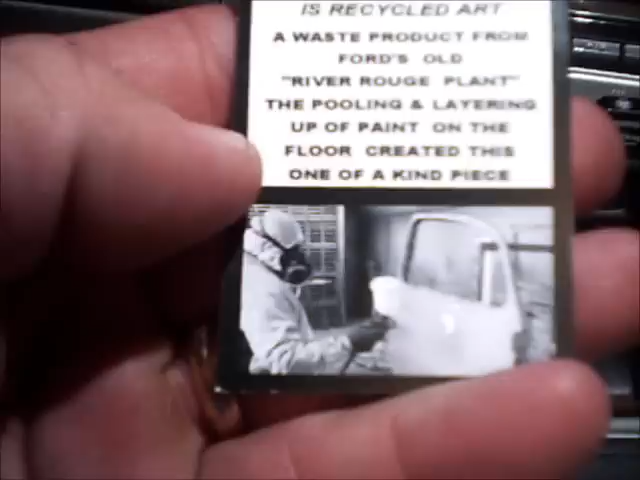 IS RECYCLED ART
A WASTE PRODUCT FROM
FORD'S OLD
"RIVER ROUGE PLANT"
THE POOLING & LAYERING
UP OF PAINT ON THE
FLOOR CREATED THIS
ONE OF A KIND PIECE